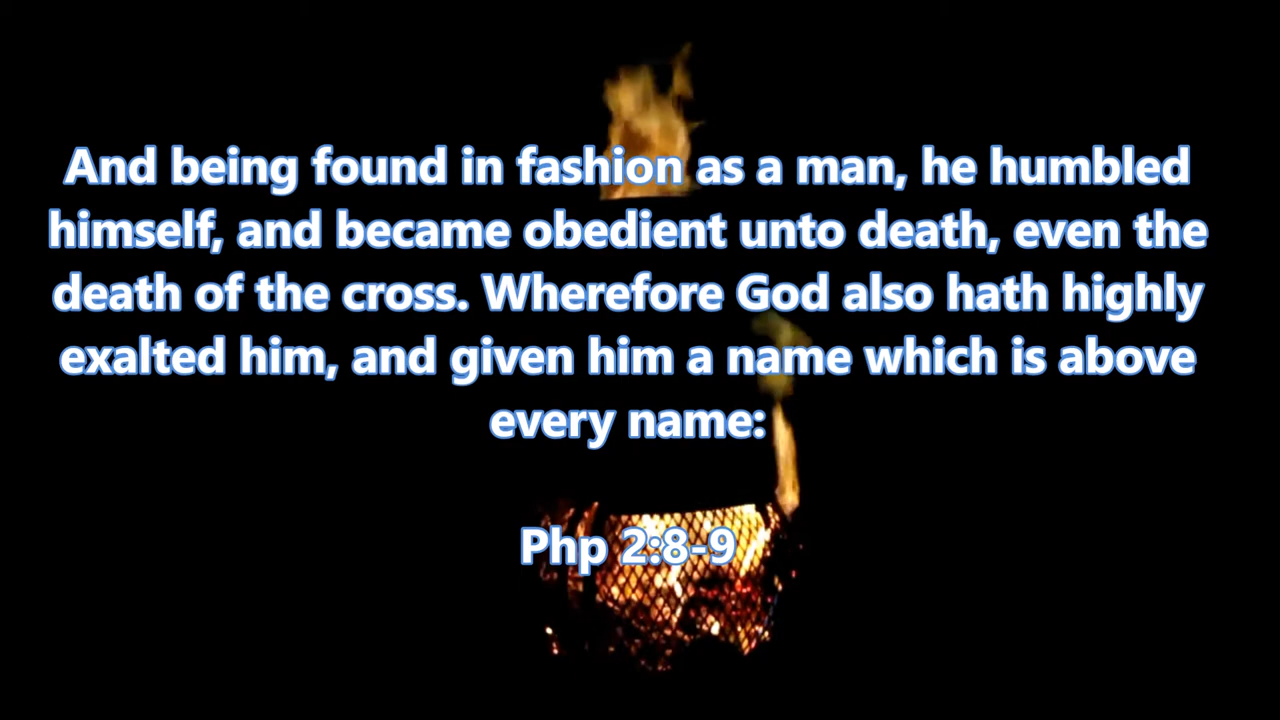 And being found in fashion as a man, he humbled
himself, and became obedient unto death, even the
death of the cross. Wherefore God also hath highly
exalted him, and given him a name which is above
every name:
Php 2:8-9